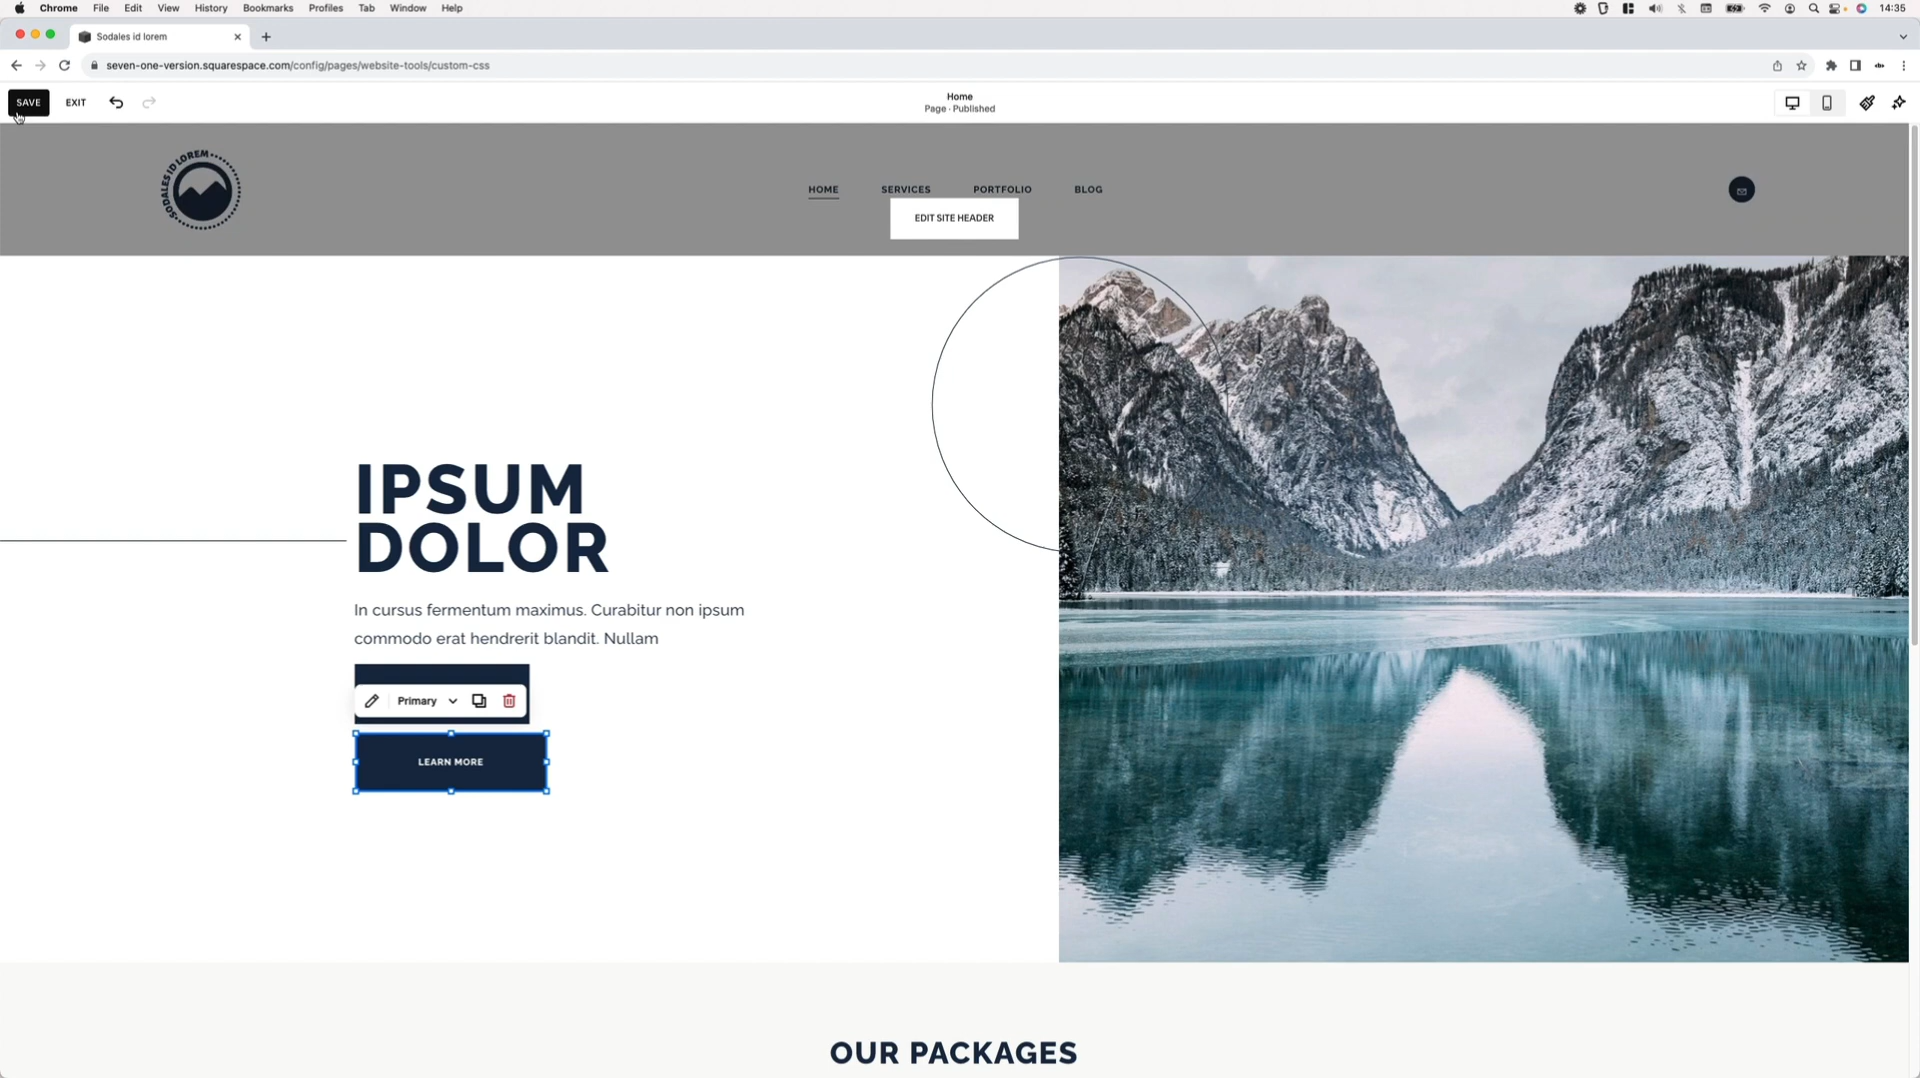 Chrome File Edit View History Bookmarks Profiles Tab Window Help 14:35
Sodales id lorem
seven-one-version.squarespace.com/config/pages/website-tools/custom-css
SAVE EXIT
Home
Page · Published
SODALES ID LOREM
HOME SERVICES PORTFOLIO BLOG
EDIT SITE HEADER
IPSUM
DOLOR
In cursus fermentum maximus. Curabitur non ipsum
commodo erat hendrerit blandit. Nullam
Primary
LEARN MORE
OUR PACKAGES